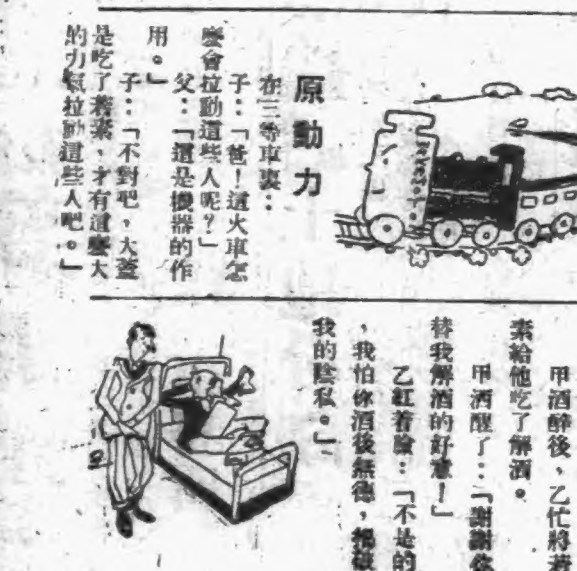 原動力
在三等車裏：
子：「爸！這火車怎
麼會拉動這些人呢？」
父：「這是機器的作
用。」
子：「不對吧，大蓋
是吃了若素，才有這麼大
的力氣拉動這些人吧。」
甲酒醉後，乙忙將若
素給他吃了解酒。
甲酒醒了：「謝謝你
替我解酒的好意！」
乙紅着臉：「不是的
，我怕你酒後無德，揭破
我的陰私。」